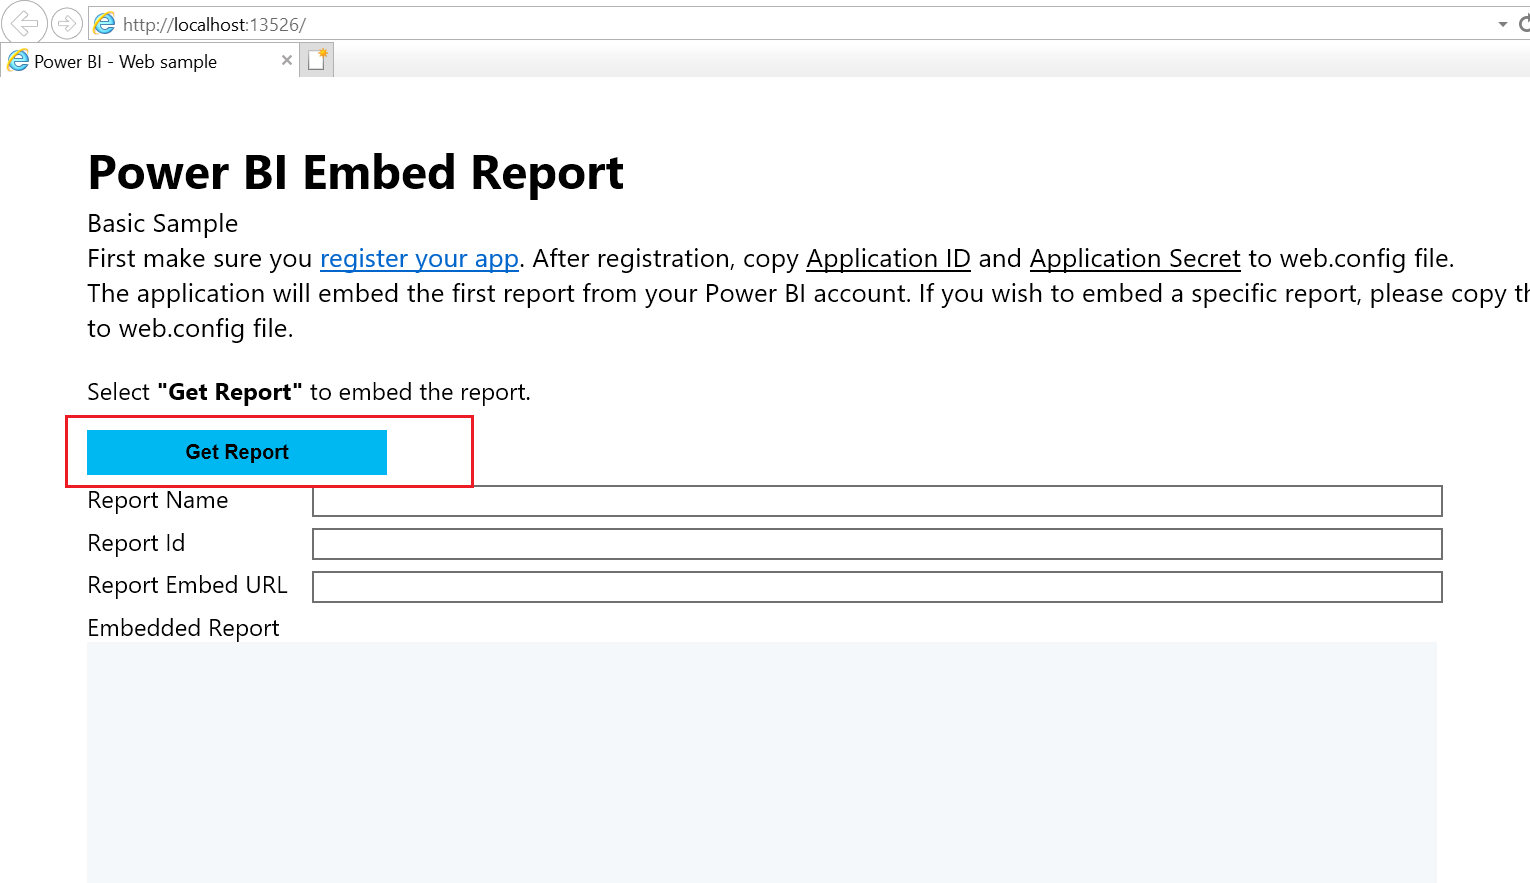 http://localhost:13526/
Power BI - Web sample
Power BI Embed Report
Basic Sample
First make sure you register your app. After registration, copy Application ID and Application Secret to web.config file.
The application will embed the first report from your Power BI account. If you wish to embed a specific report, please copy
to web.config file.
Select "Get Report" to embed the report.
Get Report
Report Name
Report Id
Report Embed URL
Embedded Report